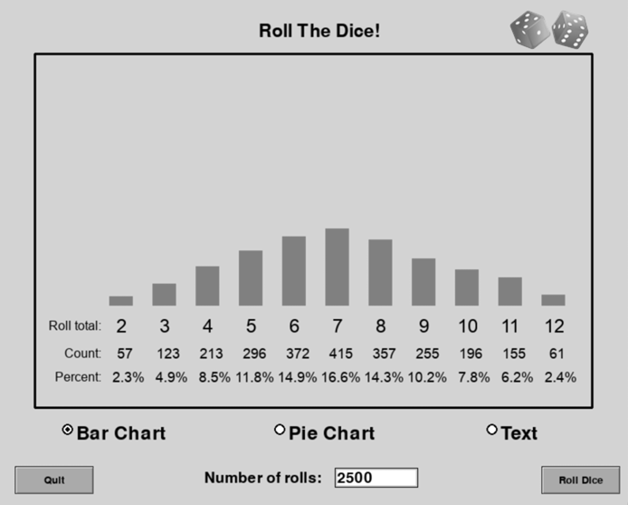 Roll The Dice!
Roll total: 2 3 4 5 6 7 8 9 10 11 12
Count: 57 123 213 296 372 415 357 255 196 155 61
Percent: 2.3% 4.9% 8.5% 11.8% 14.9% 16.6% 14.3% 10.2% 7.8% 6.2% 2.4%
Bar Chart Pie Chart Text
Quit Number of rolls: 2500 Roll Dice